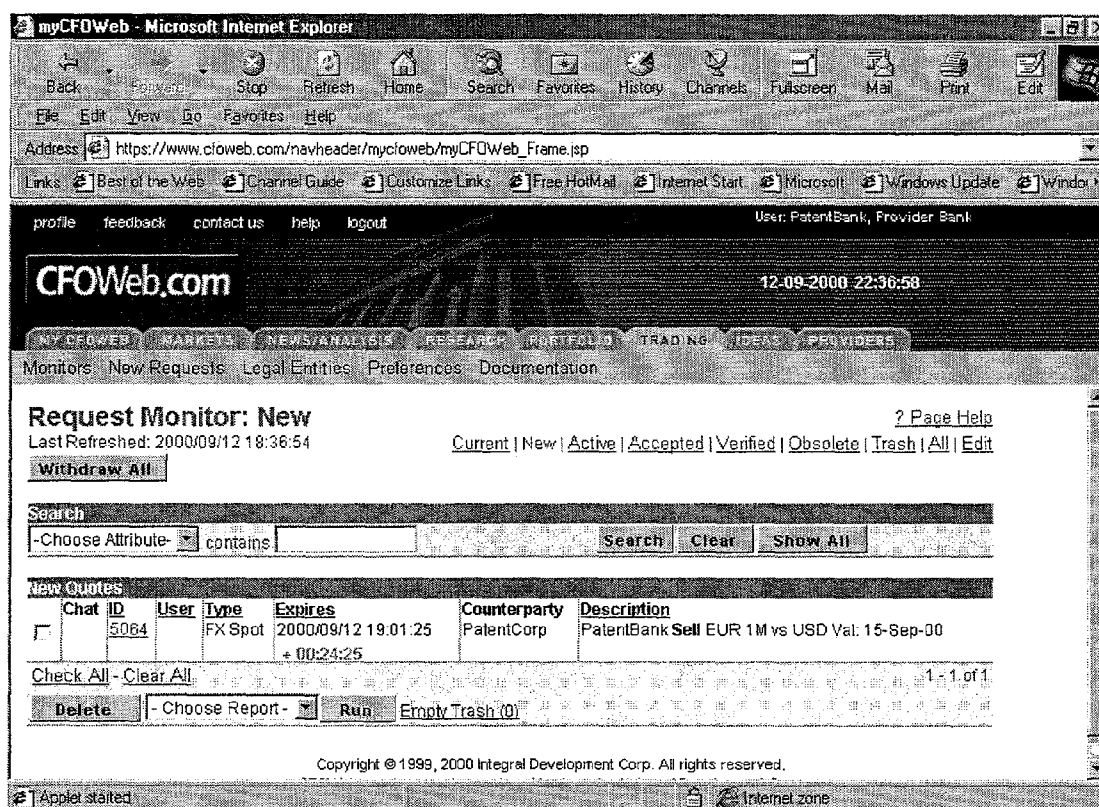 myCFOWeb - Microsoft Internet Explorer
Back Forward Stop Refresh Home Search Favorites History Channels Fullscreen Mail Print Edit
File Edit View Go Favorites Help
Address https://www.cfoweb.com/navheader/mycfoweb/myCFOWeb_Frame.jsp
Links Best of the Web Channel Guide Customize Links Free HotMail Internet Start Microsoft Windows Update Window
profile feedback contact us help logout User: PatentBank, Provider Bank
CFOWeb.com 12-09-2000 22:36:58
MY CFOWEB MARKETS NEWS/ANALYSIS RESEARCH PORTFOLIO TRADING IDEAS PROVIDERS
Monitors New Requests Legal Entities Preferences Documentation
Request Monitor: New ? Page Help
Last Refreshed: 2000/09/12 18:36:54 Current | New | Active | Accepted | Verified | Obsolete | Trash | All | Edit
Withdraw All
Search
-Choose Attribute- contains Search Clear Show All
New Quotes
Chat ID User Type Expires Counterparty Description
5064 FX Spot 2000/09/12 19:01:25 PatentCorp PatentBank Sell EUR 1M vs USD Val: 15-Sep-00
+ 00:24:25
Check All - Clear All 1 - 1 of 1
Delete - Choose Report - Run Empty Trash (0)
Copyright © 1999, 2000 Integral Development Corp. All rights reserved.
Applet started Internet zone